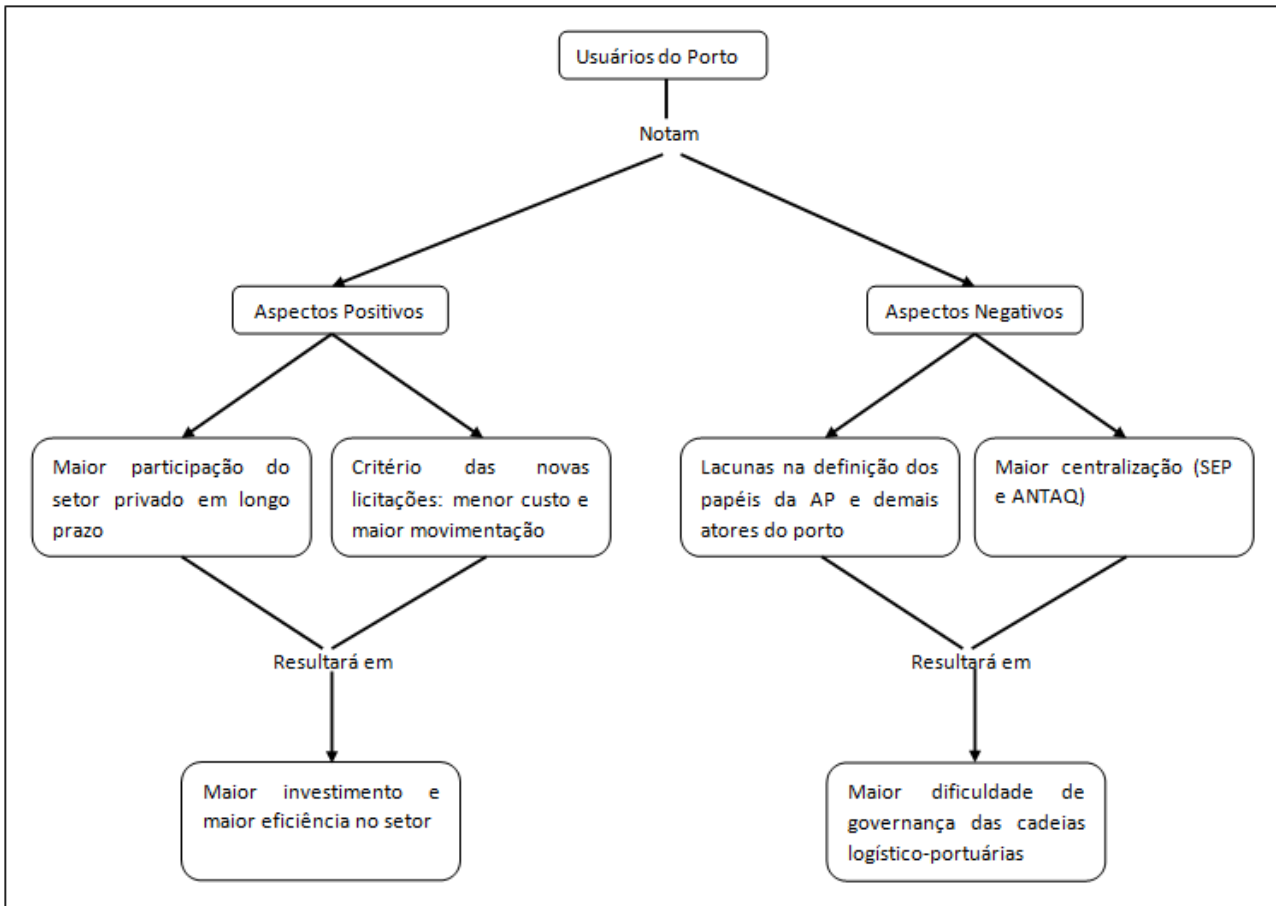 Usuários do Porto
Notam
Aspectos Positivos
Aspectos Negativos
Maior participação do
setor privado em longo
prazo
Critério das novas
licitações: menor custo e
maior movimentação
Lacunas na definição dos
papéis da AP e demais
atores do porto
Maior centralização (SEP
e ANTAQ)
Resultará em
Resultará em
Maior investimento e
maior eficiência no setor
Maior dificuldade de
governança das cadeias
logístico-portuárias